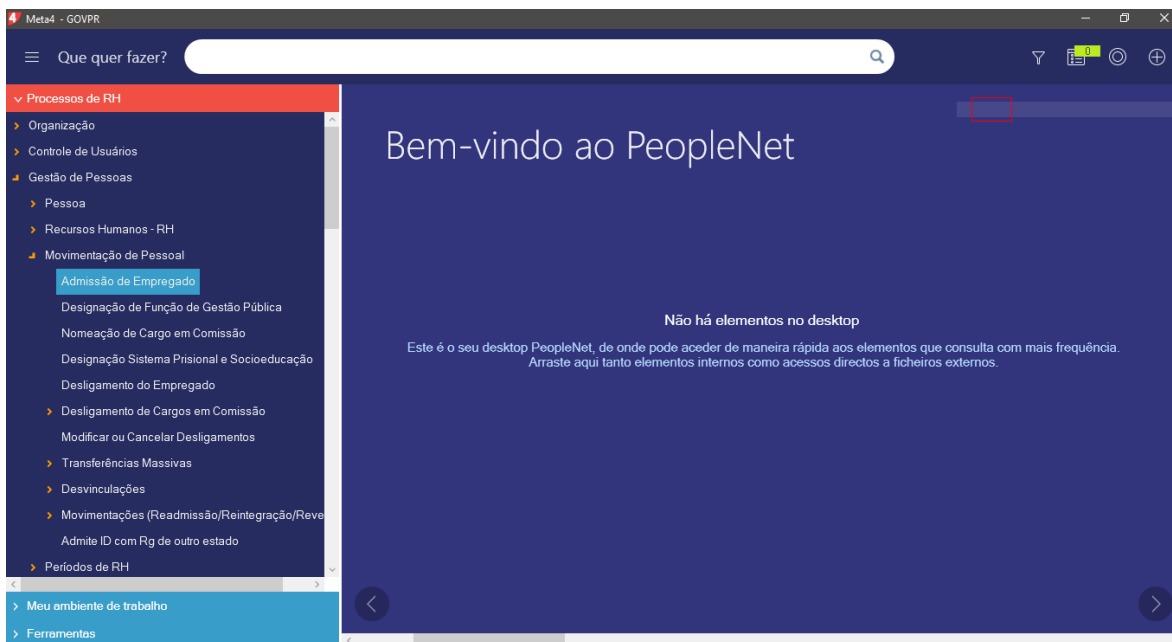 Meta4 - GOVPR
Que quer fazer?
0
Processos de RH
Organização
Controle de Usuários
Gestão de Pessoas
Pessoa
Recursos Humanos - RH
Movimentação de Pessoal
Admissão de Empregado
Designação de Função de Gestão Pública
Nomeação de Cargo em Comissão
Designação Sistema Prisional e Socioeducação
Desligamento do Empregado
Desligamento de Cargos em Comissão
Modificar ou Cancelar Desligamentos
Transferências Massivas
Desvinculações
Movimentações (Readmissão/Reintegração/Reve
Admite ID com Rg de outro estado
Períodos de RH
Meu ambiente de trabalho
Ferramentas
Bem-vindo ao PeopleNet
Não há elementos no desktop
Este é o seu desktop PeopleNet, de onde pode aceder de maneira rápida aos elementos que consulta com mais frequência.
Arraste aqui tanto elementos internos como acessos directos a ficheiros externos.